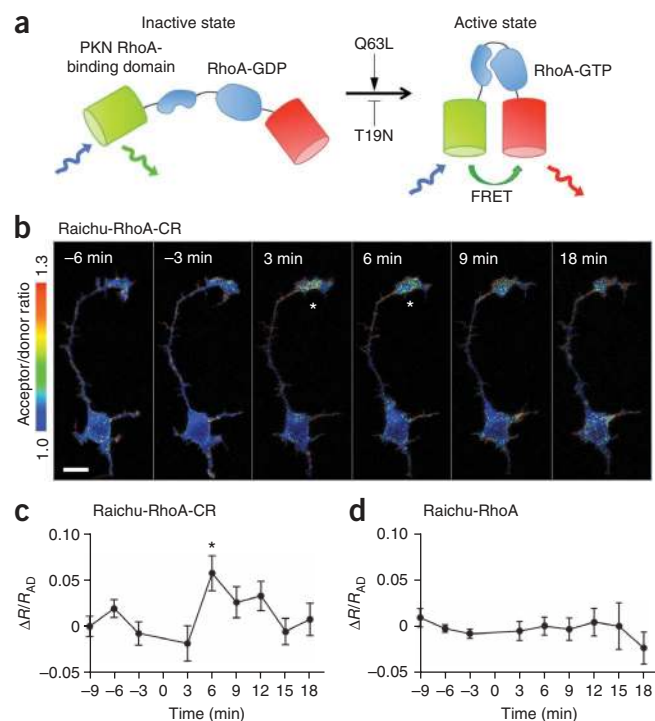 a
Inactive state
Active state
PKN RhoA-
binding domain
RhoA-GDP
Q63L
T19N
RhoA-GTP
FRET
b
Raichu-RhoA-CR
Acceptor/donor ratio
1.3
1.0
–6 min
–3 min
3 min
6 min
9 min
18 min
*
*
c
Raichu-RhoA-CR
ΔR/R_AD
0.10
0.05
0
–0.05
*
–9 –6 –3 0 3 6 9 12 15 18
Time (min)
d
Raichu-RhoA
ΔR/R_AD
0.10
0.05
0
–0.05
–9 –6 –3 0 3 6 9 12 15 18
Time (min)